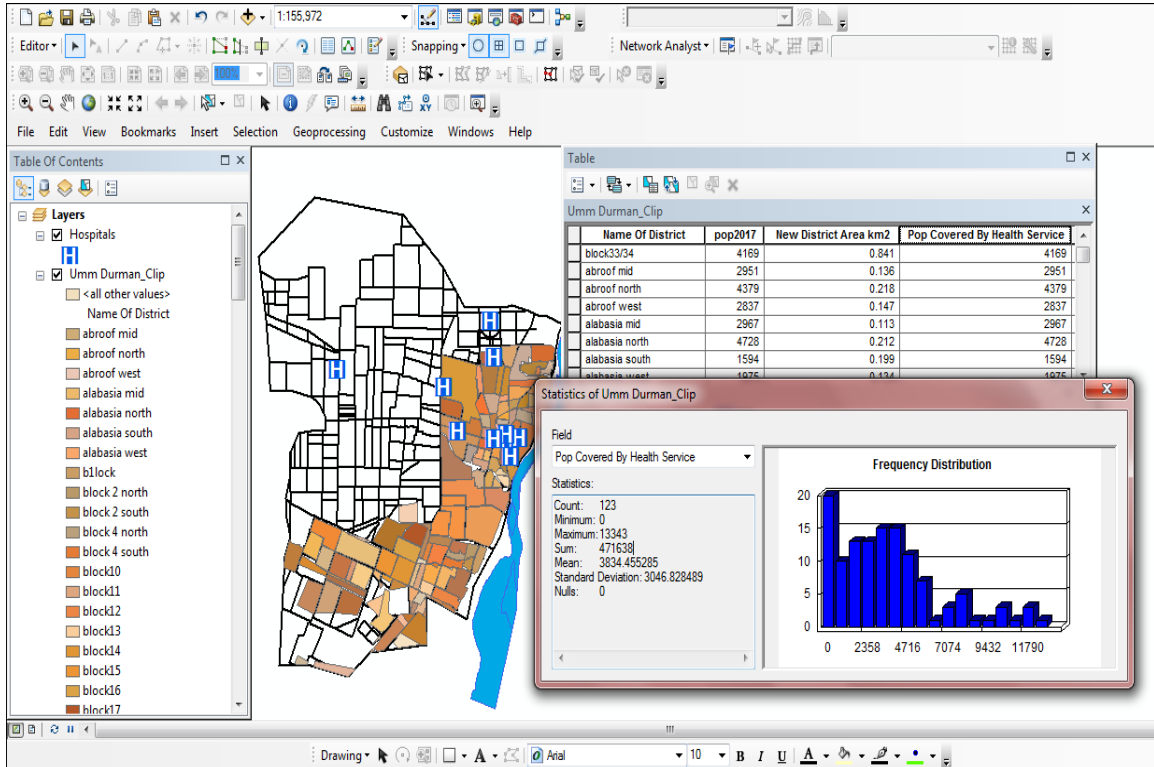 1:155,972
Editor Snapping Network Analyst
100%
File Edit View Bookmarks Insert Selection Geoprocessing Customize Windows Help
Table Of Contents
Layers
Hospitals
H
Umm Durman_Clip
<all other values>
Name Of District
abroof mid
abroof north
abroof west
alabasia mid
alabasia north
alabasia south
alabasia west
b1lock
block 2 north
block 2 south
block 4 north
block 4 south
block10
block11
block12
block13
block14
block15
block16
block17
H
H
H
H
H
H H H
H
Table
Umm Durman_Clip
Name Of District pop2017 New District Area km2 Pop Covered By Health Service
block33/34 4169 0.841 4169
abroof mid 2951 0.136 2951
abroof north 4379 0.218 4379
abroof west 2837 0.147 2837
alabasia mid 2967 0.113 2967
alabasia north 4728 0.212 4728
alabasia south 1594 0.199 1594
alabasia west 1975 0.134 1975
Statistics of Umm Durman_Clip
Field
Pop Covered By Health Service
Statistics:
Count: 123
Minimum: 0
Maximum: 13343
Sum: 471638
Mean: 3834.455285
Standard Deviation: 3046.828489
Nulls: 0
Frequency Distribution
20
15
10
5
0
0 2358 4716 7074 9432 11790
Drawing A Arial 10 B I U A